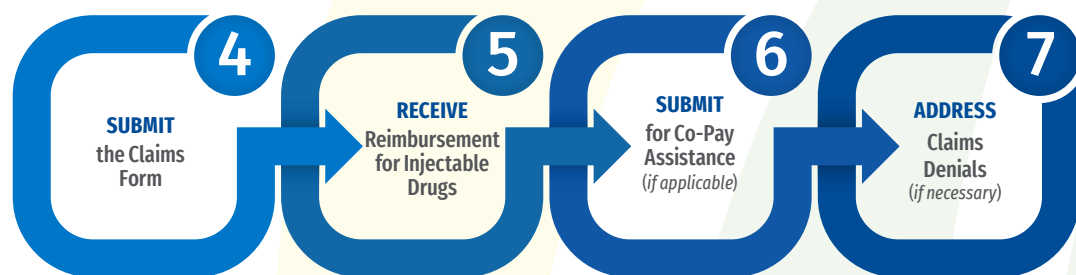 4
SUBMIT
the Claims
Form
5
RECEIVE
Reimbursement
for Injectable
Drugs
6
SUBMIT
for Co-Pay
Assistance
(if applicable)
7
ADDRESS
Claims
Denials
(if necessary)